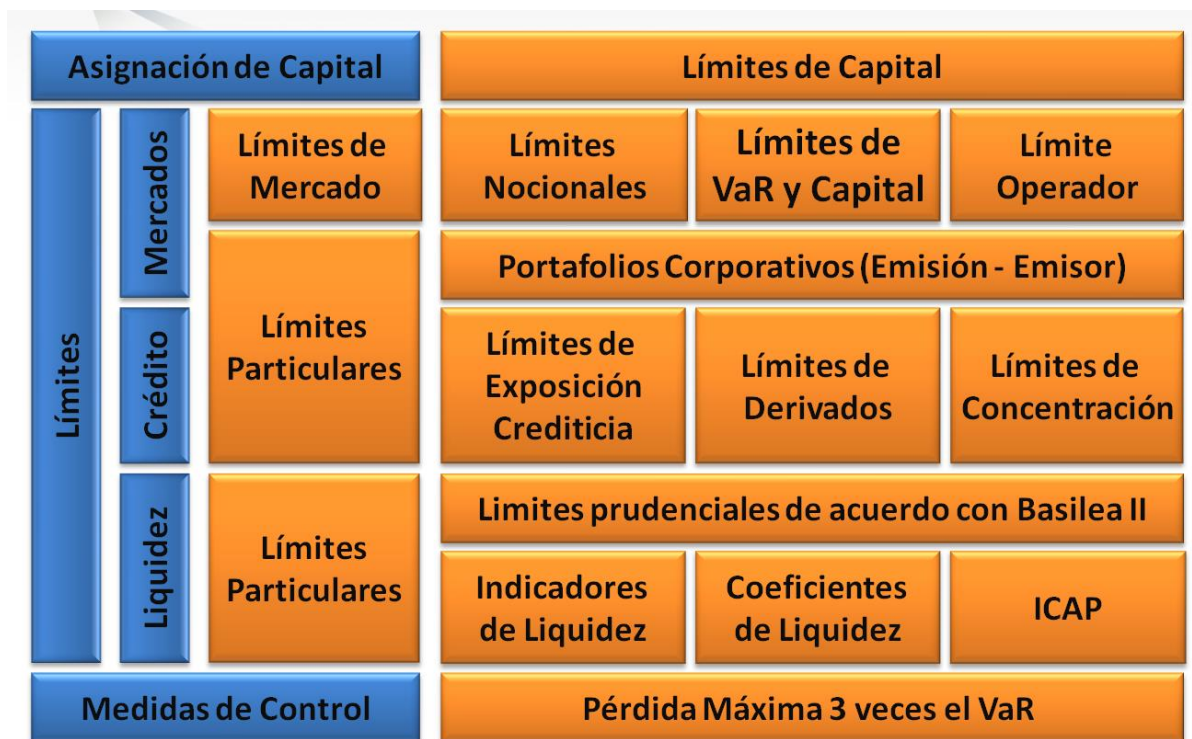 Asignación de Capital
Límites de Capital
Límites
Mercados
Límites de
Mercado
Límites
Nocionales
Límites de
VaR y Capital
Límite
Operador
Portafolios Corporativos (Emisión - Emisor)
Crédito
Límites
Particulares
Límites de
Exposición
Crediticia
Límites de
Derivados
Límites de
Concentración
Liquidez
Límites
Particulares
Limites prudenciales de acuerdo con Basilea II
Indicadores
de Liquidez
Coeficientes
de Liquidez
ICAP
Medidas de Control
Pérdida Máxima 3 veces el VaR